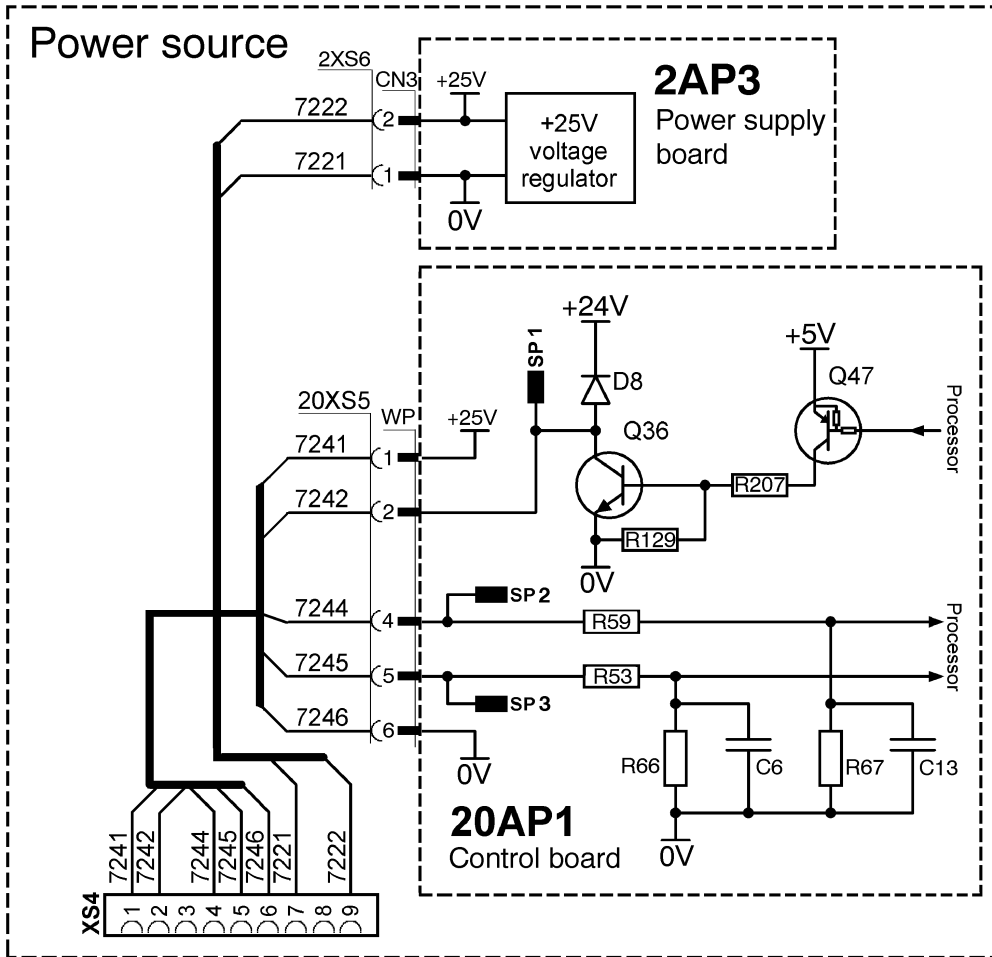 Power source
2XS6
CN3
+25V
2AP3
Power supply
board
7222
2
+25V
voltage
regulator
7221
1
0V
+24V
SP1
+5V
D8
Q47
20XS5
WP
+25V
Q36
Processor
7241
1
R207
7242
2
R129
0V
SP2
7244
4
R59
Processor
7245
5
R53
SP3
7246
6
0V
R66
C6
R67
C13
20AP1
Control board
0V
7241
7242
7244
7245
7246
7221
7222
XS4
1
2
3
4
5
6
7
8
9